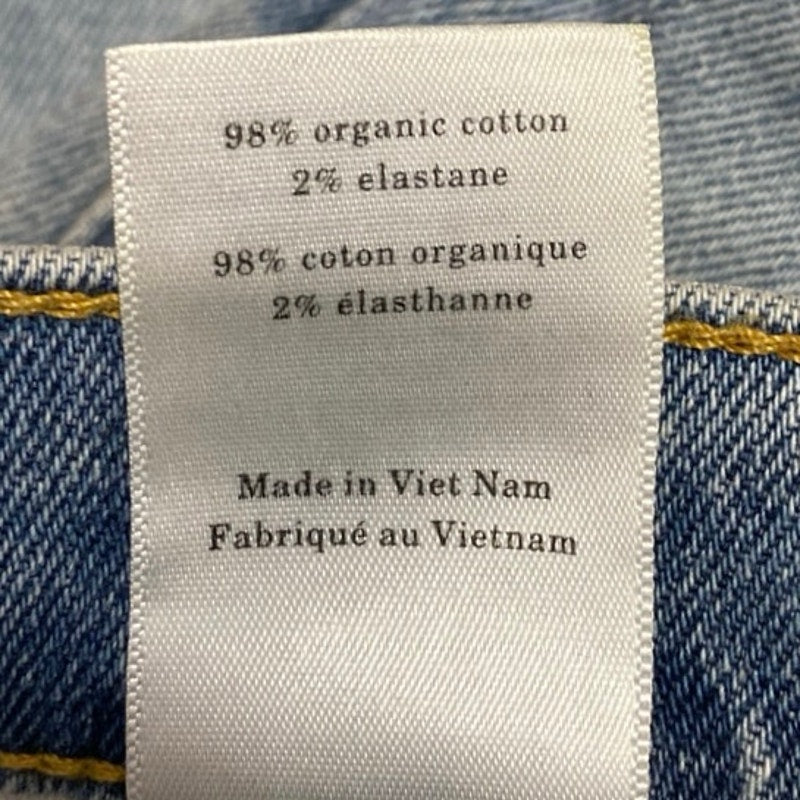 98% organic cotton
2% elastane
98% coton organique
2% élasthanne
Made in Viet Nam
Fabriqué au Vietnam